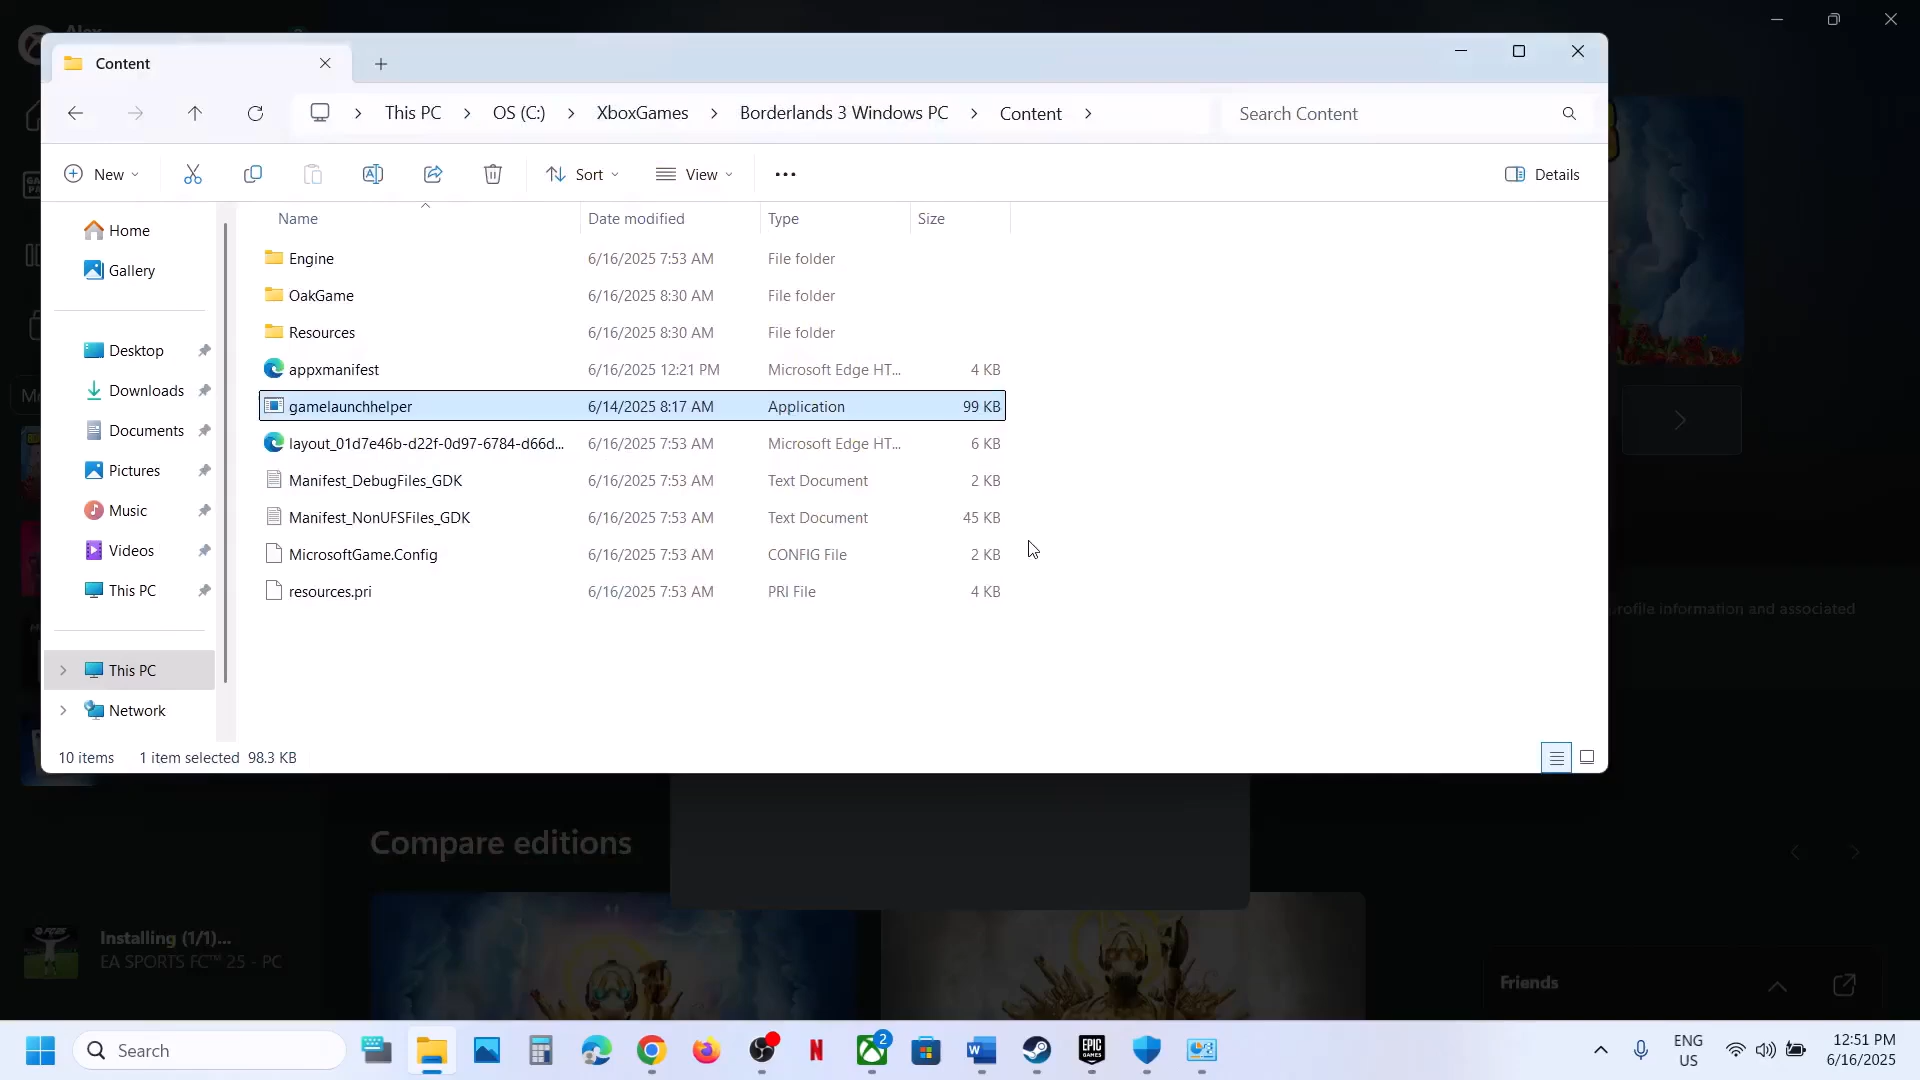 Alex
Content
This PC
OS (C:)
XboxGames
Borderlands 3 Windows PC
Content
Search Content
New
Sort
View
Details
Name
Date modified
Type
Size
Home
Gallery
Desktop
Downloads
Documents
Pictures
Music
Videos
This PC
This PC
Network
Engine 6/16/2025 7:53 AM File folder
OakGame 6/16/2025 8:30 AM File folder
Resources 6/16/2025 8:30 AM File folder
appxmanifest 6/16/2025 12:21 PM Microsoft Edge HT... 4 KB
gamelaunchhelper 6/14/2025 8:17 AM Application 99 KB
layout_01d7e46b-d22f-0d97-6784-d66d... 6/16/2025 7:53 AM Microsoft Edge HT... 6 KB
Manifest_DebugFiles_GDK 6/16/2025 7:53 AM Text Document 2 KB
Manifest_NonUFSFiles_GDK 6/16/2025 7:53 AM Text Document 45 KB
MicrosoftGame.Config 6/16/2025 7:53 AM CONFIG File 2 KB
resources.pri 6/16/2025 7:53 AM PRI File 4 KB
10 items 1 item selected 98.3 KB
information and associated
Compare editions
Installing (1/1)...
EA SPORTS FC™ 25 - PC
Friends
Search
2
EPIC
GAMES
ENG
US
12:51 PM
6/16/2025